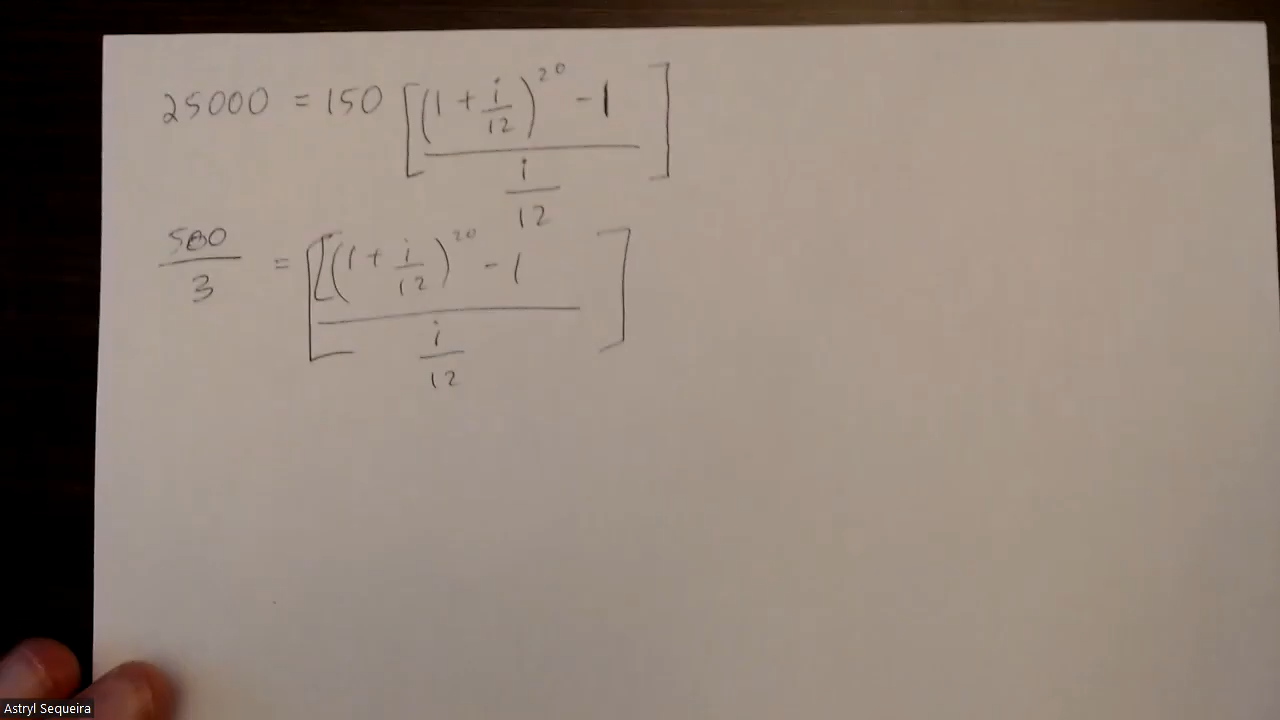 25000 = 150 [((1 + i/12)^20 - 1) / (i/12)]
500/3 = [[((1 + i/12)^20 - 1) / (i/12)]
Astryl Sequeira